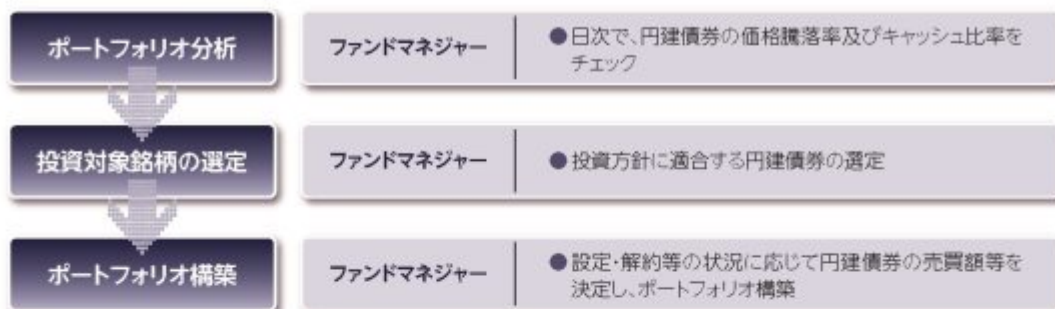 ポートフォリオ分析
ファンドマネジャー
●日次で、円建債券の価格騰落率及びキャッシュ比率を
チェック
投資対象銘柄の選定
ファンドマネジャー
●投資方針に適合する円建債券の選定
ポートフォリオ構築
ファンドマネジャー
●設定・解約等の状況に応じて円建債券の売買額等を
決定し、ポートフォリオ構築